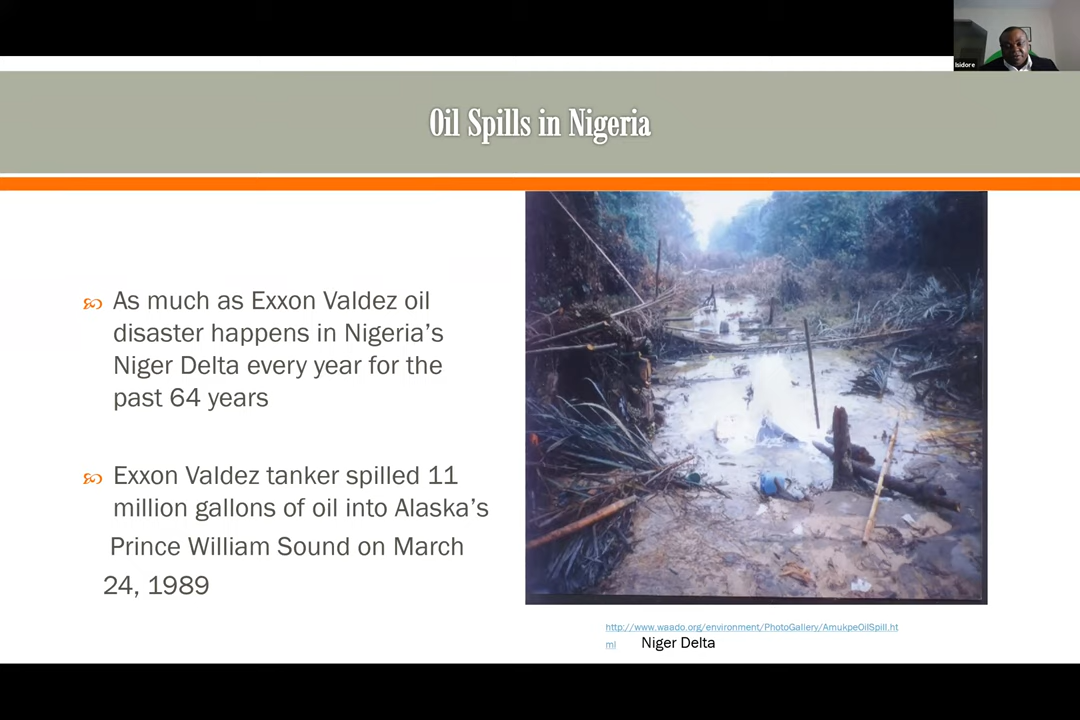 Isidore
Oil Spills in Nigeria
As much as Exxon Valdez oil
disaster happens in Nigeria’s
Niger Delta every year for the
past 64 years
Exxon Valdez tanker spilled 11
million gallons of oil into Alaska’s
Prince William Sound on March
24, 1989
http://www.waado.org/environment/PhotoGallery/AmukpeOilSpill.ht
ml Niger Delta